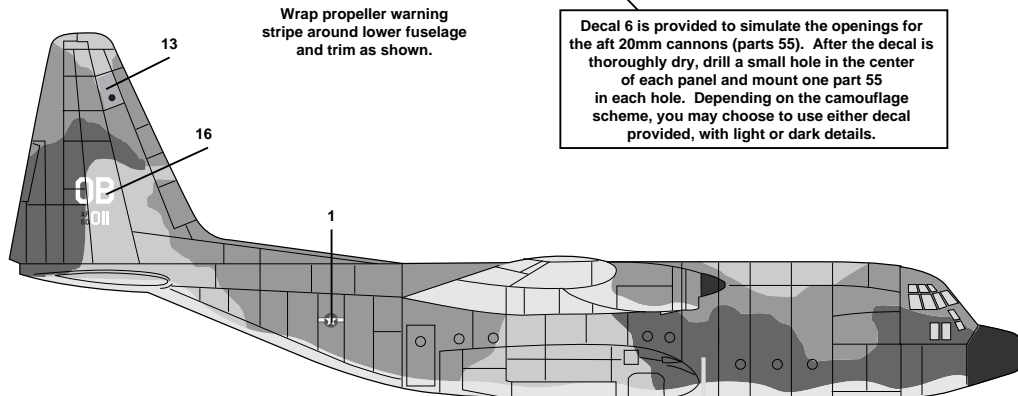 Wrap propeller warning
stripe around lower fuselage
and trim as shown.
Decal 6 is provided to simulate the openings for
the aft 20mm cannons (parts 55). After the decal is
thoroughly dry, drill a small hole in the center
of each panel and mount one part 55
in each hole. Depending on the camouflage
scheme, you may choose to use either decal
provided, with light or dark details.
13
16
OB
AF
50
011
1